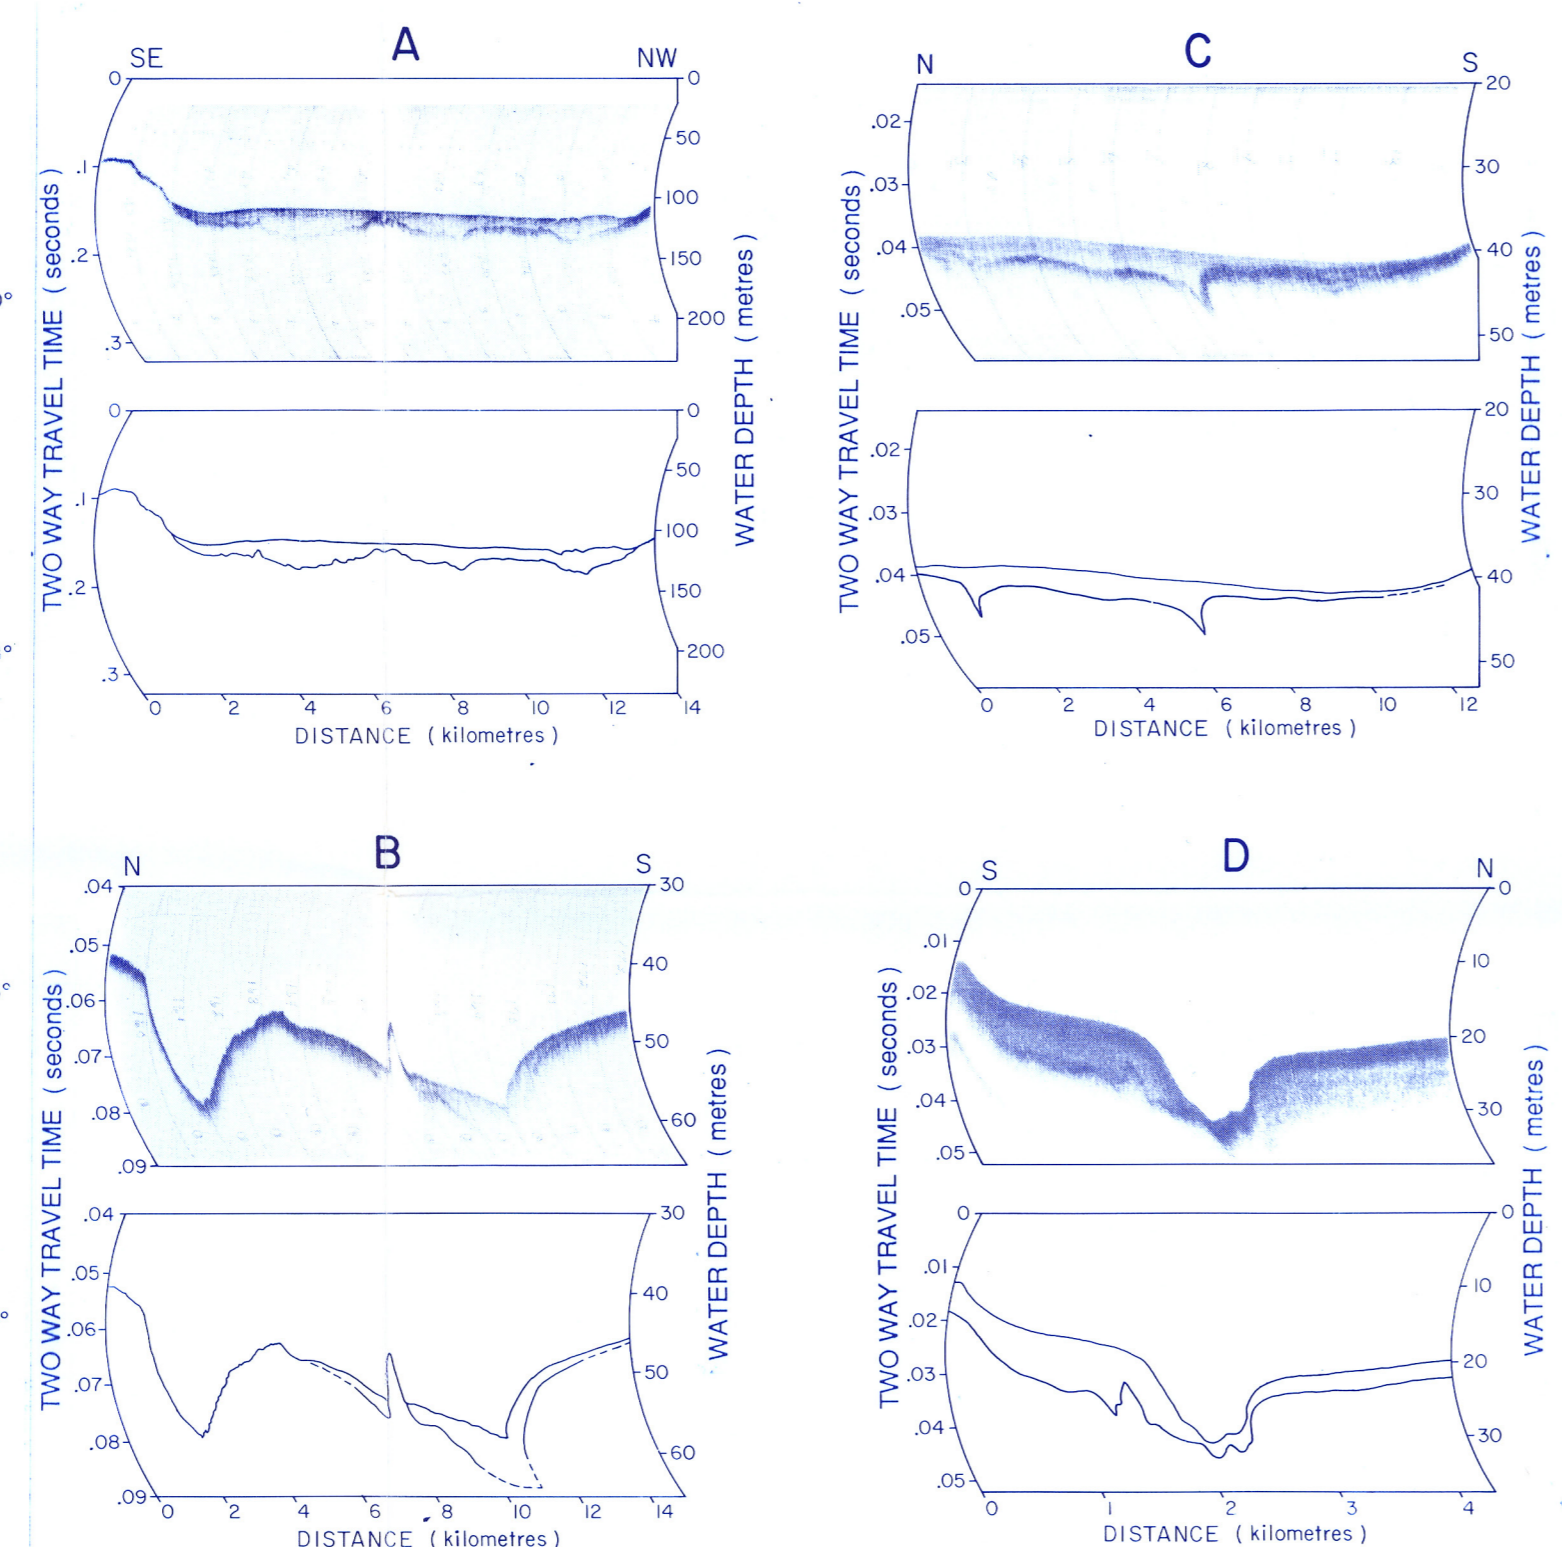 A
SE NW
0 0
50
.1 100
.2 150
200
.3
0 0
50
.1 100
.2 150
200
.3
0 2 4 6 8 10 12 14
DISTANCE ( kilometres )
TWO WAY TRAVEL TIME ( seconds )
WATER DEPTH ( metres )
C
N S
20
.02
30
.03
.04 40
.05
50
20
.02
30
.03
.04 40
.05
50
0 2 4 6 8 10 12
DISTANCE ( kilometres )
TWO WAY TRAVEL TIME ( seconds )
WATER DEPTH ( metres )
B
N S
.04 30
.05
40
.06
50
.07
.08 60
.09
.04 30
.05
40
.06
50
.07
.08 60
.09
0 2 4 6 8 10 12 14
DISTANCE ( kilometres )
TWO WAY TRAVEL TIME ( seconds )
WATER DEPTH ( metres )
D
S N
0 0
.01
10
.02
20
.03
.04 30
.05
0 0
.01
10
.02
20
.03
.04 30
.05
0 1 2 3 4
DISTANCE ( kilometres )
TWO WAY TRAVEL TIME ( seconds )
WATER DEPTH ( metres )